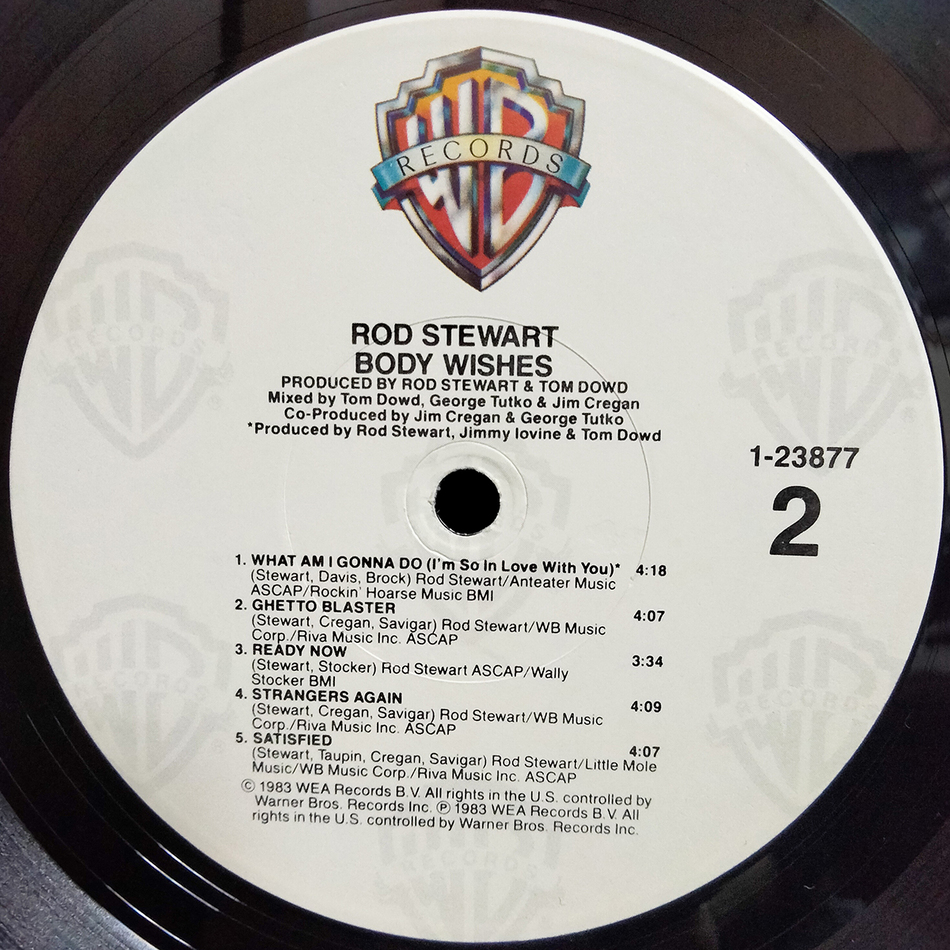 WB
RECORDS
ROD STEWART
BODY WISHES
PRODUCED BY ROD STEWART & TOM DOWD
Mixed by Tom Dowd, George Tutko & Jim Cregan
Co-Produced by Jim Cregan & George Tutko
*Produced by Rod Stewart, Jimmy Iovine & Tom Dowd
1-23877
2
1. WHAT AM I GONNA DO (I'm So In Love With You)* 4:18
(Stewart, Davis, Brock) Rod Stewart/Anteater Music
ASCAP/Rockin' Hoarse Music BMI
2. GHETTO BLASTER 4:07
(Stewart, Cregan, Savigar) Rod Stewart/WB Music
Corp./Riva Music Inc. ASCAP
3. READY NOW 3:34
(Stewart, Stocker) Rod Stewart ASCAP/Wally
Stocker BMI
4. STRANGERS AGAIN 4:09
(Stewart, Cregan, Savigar) Rod Stewart/WB Music
Corp./Riva Music Inc. ASCAP
5. SATISFIED 4:07
(Stewart, Taupin, Cregan, Savigar) Rod Stewart/Little Mole
Music/WB Music Corp./Riva Music Inc. ASCAP
© 1983 WEA Records B.V. All rights in the U.S. controlled by
Warner Bros. Records Inc. ℗ 1983 WEA Records B.V. All
rights in the U.S. controlled by Warner Bros. Records Inc.